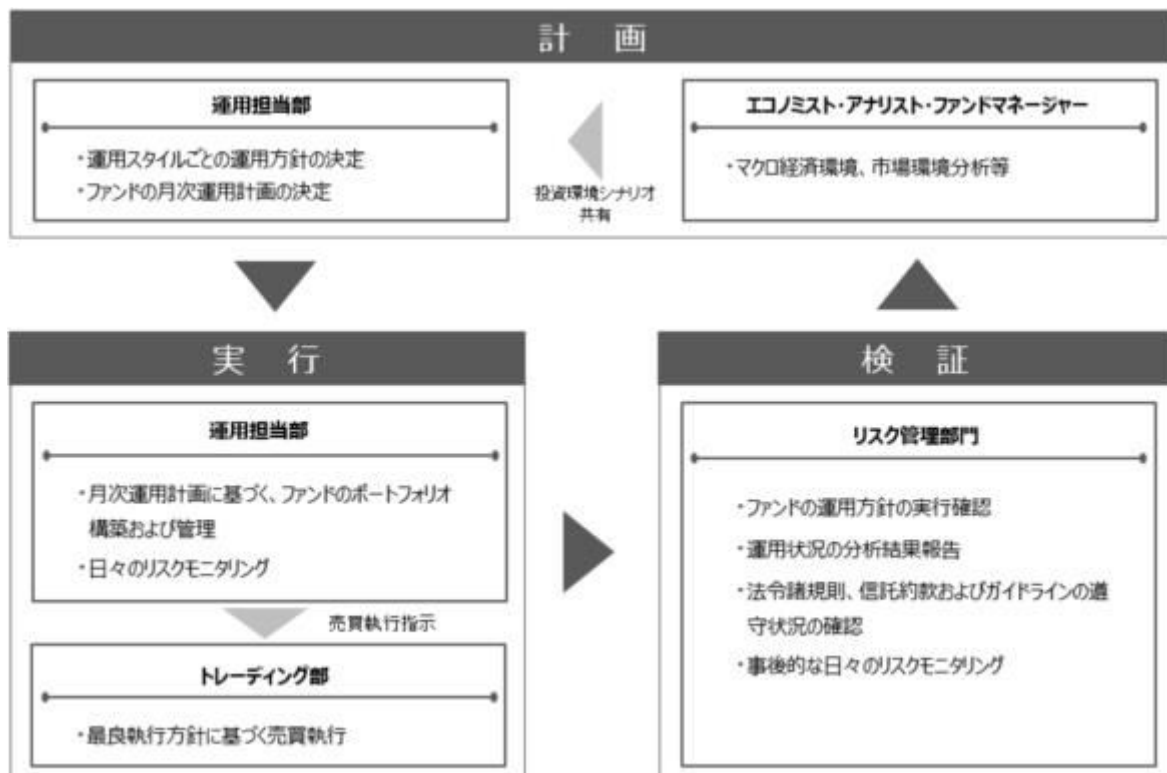 計 画
運用担当部
・運用スタイルごとの運用方針の決定
・ファンドの月次運用計画の決定
投資環境シナリオ
共有
エコノミスト・アナリスト・ファンドマネージャー
・マクロ経済環境、市場環境分析等
実 行
運用担当部
・月次運用計画に基づく、ファンドのポートフォリオ
構築および管理
・日々のリスクモニタリング
売買執行指示
トレーディング部
・最良執行方針に基づく売買執行
検 証
リスク管理部門
・ファンドの運用方針の実行確認
・運用状況の分析結果報告
・法令諸規則、信託約款およびガイドラインの遵
守状況の確認
・事後的な日々のリスクモニタリング